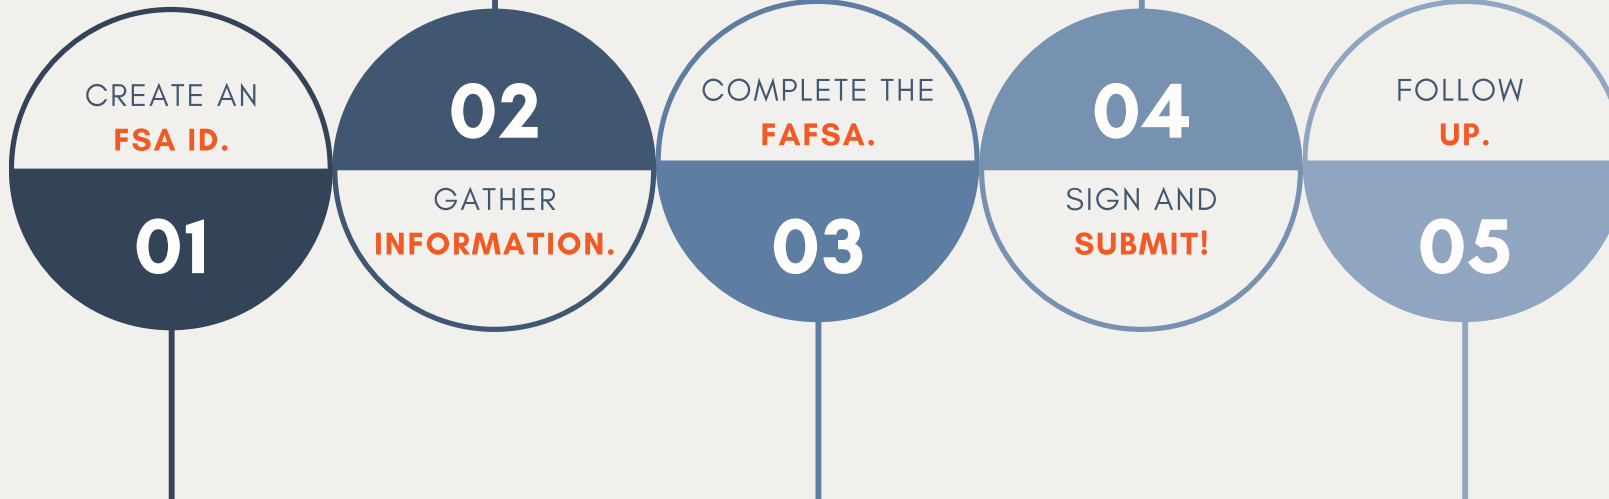 CREATE AN
FSA ID.
01
02
GATHER
INFORMATION.
COMPLETE THE
FAFSA.
03
04
SIGN AND
SUBMIT!
FOLLOW
UP.
05